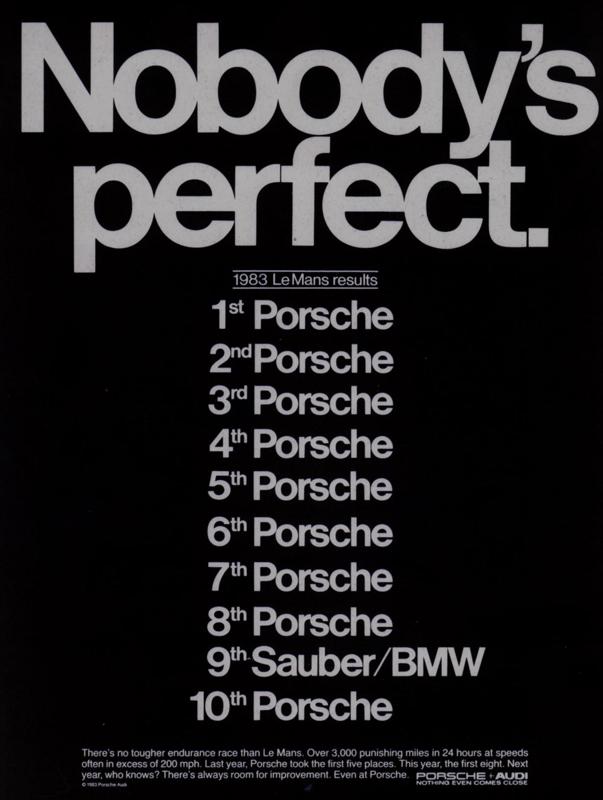 Nobody's
perfect.
1983 Le Mans results
1st Porsche
2nd Porsche
3rd Porsche
4th Porsche
5th Porsche
6th Porsche
7th Porsche
8th Porsche
9th Sauber/BMW
10th Porsche
There's no tougher endurance race than Le Mans. Over 3,000 punishing miles in 24 hours at speeds
often in excess of 200 mph. Last year, Porsche took the first five places. This year, the first eight. Next
year, who knows? There's always room for improvement. Even at Porsche. PORSCHE + AUDI
© 1983 Porsche Audi NOTHING EVEN COMES CLOSE